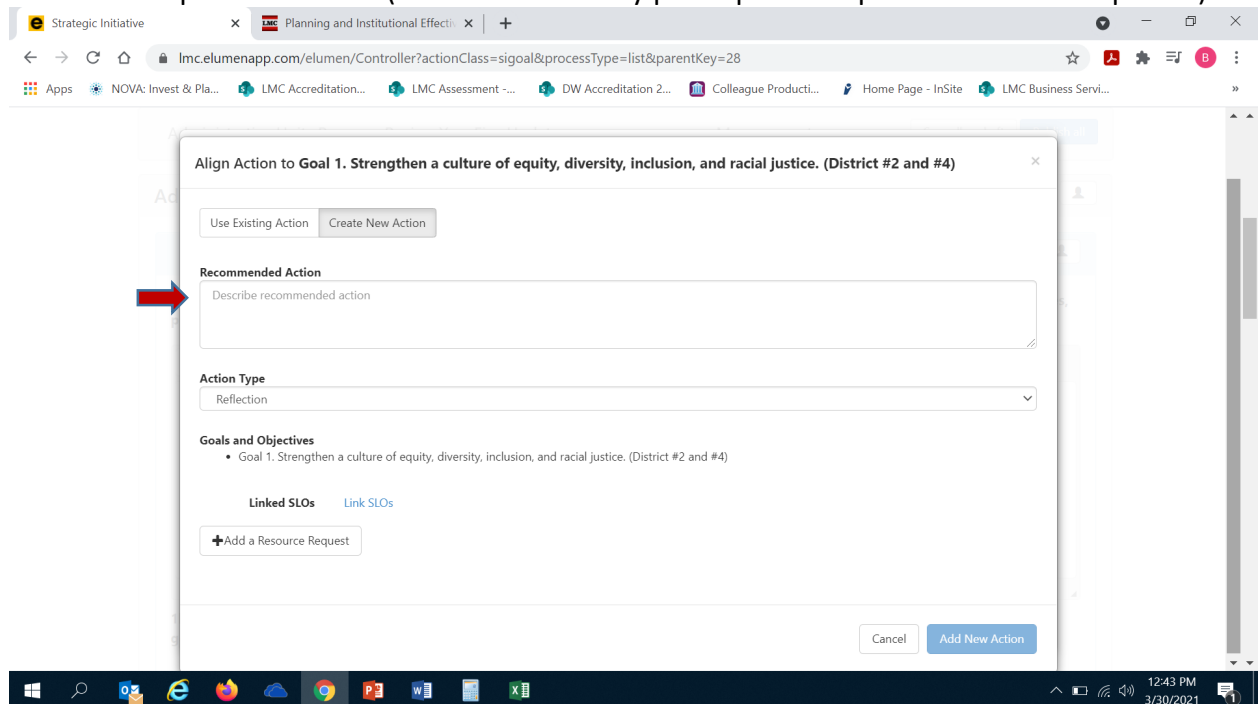 Strategic Initiative
LMC Planning and Institutional Effectiv
lmc.elumenapp.com/elumen/Controller?actionClass=sigoal&processType=list&parentKey=28
B
Apps NOVA: Invest & Pla... LMC Accreditation... LMC Assessment -... DW Accreditation 2... Colleague Producti... Home Page - InSite LMC Business Servi... »
Align Action to Goal 1. Strengthen a culture of equity, diversity, inclusion, and racial justice. (District #2 and #4) ×
Use Existing Action Create New Action
Recommended Action
Describe recommended action
Action Type
Reflection
Goals and Objectives
• Goal 1. Strengthen a culture of equity, diversity, inclusion, and racial justice. (District #2 and #4)
Linked SLOs Link SLOs
+Add a Resource Request
Cancel Add New Action
12:43 PM
3/30/2021